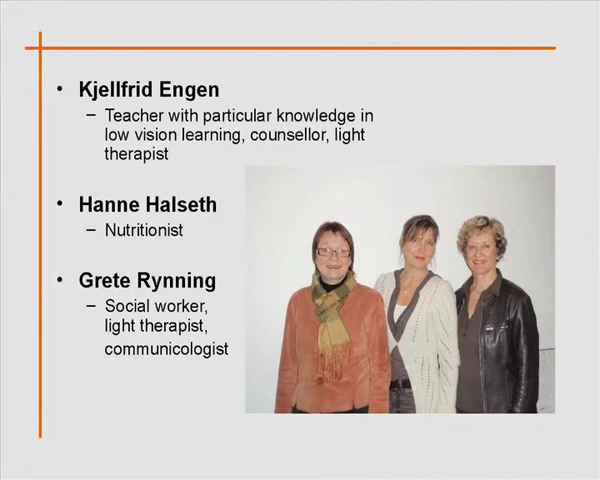 • Kjellfrid Engen
– Teacher with particular knowledge in
low vision learning, counsellor, light
therapist
• Hanne Halseth
– Nutritionist
• Grete Rynning
– Social worker,
light therapist,
communicologist